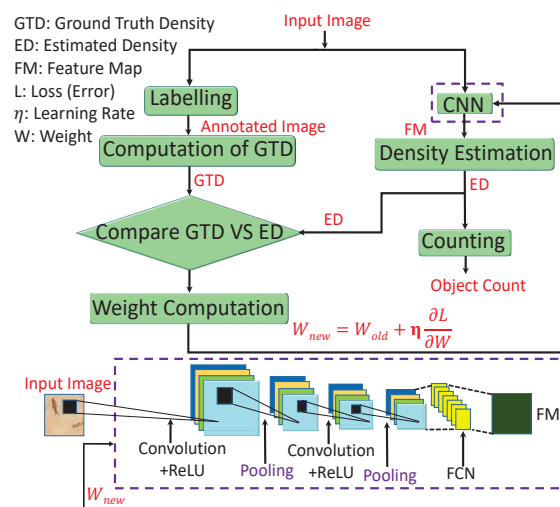 GTD: Ground Truth Density
ED: Estimated Density
FM: Feature Map
L: Loss (Error)
η: Learning Rate
W: Weight
Input Image
Labelling
CNN
Annotated Image
FM
Computation of GTD
Density Estimation
GTD
ED
ED
Compare GTD VS ED
Counting
Object Count
Weight Computation
W_new = W_old + η ∂L/∂W
Input Image
FM
Convolution
+ReLU
Pooling
Convolution
+ReLU
Pooling
FCN
W_new